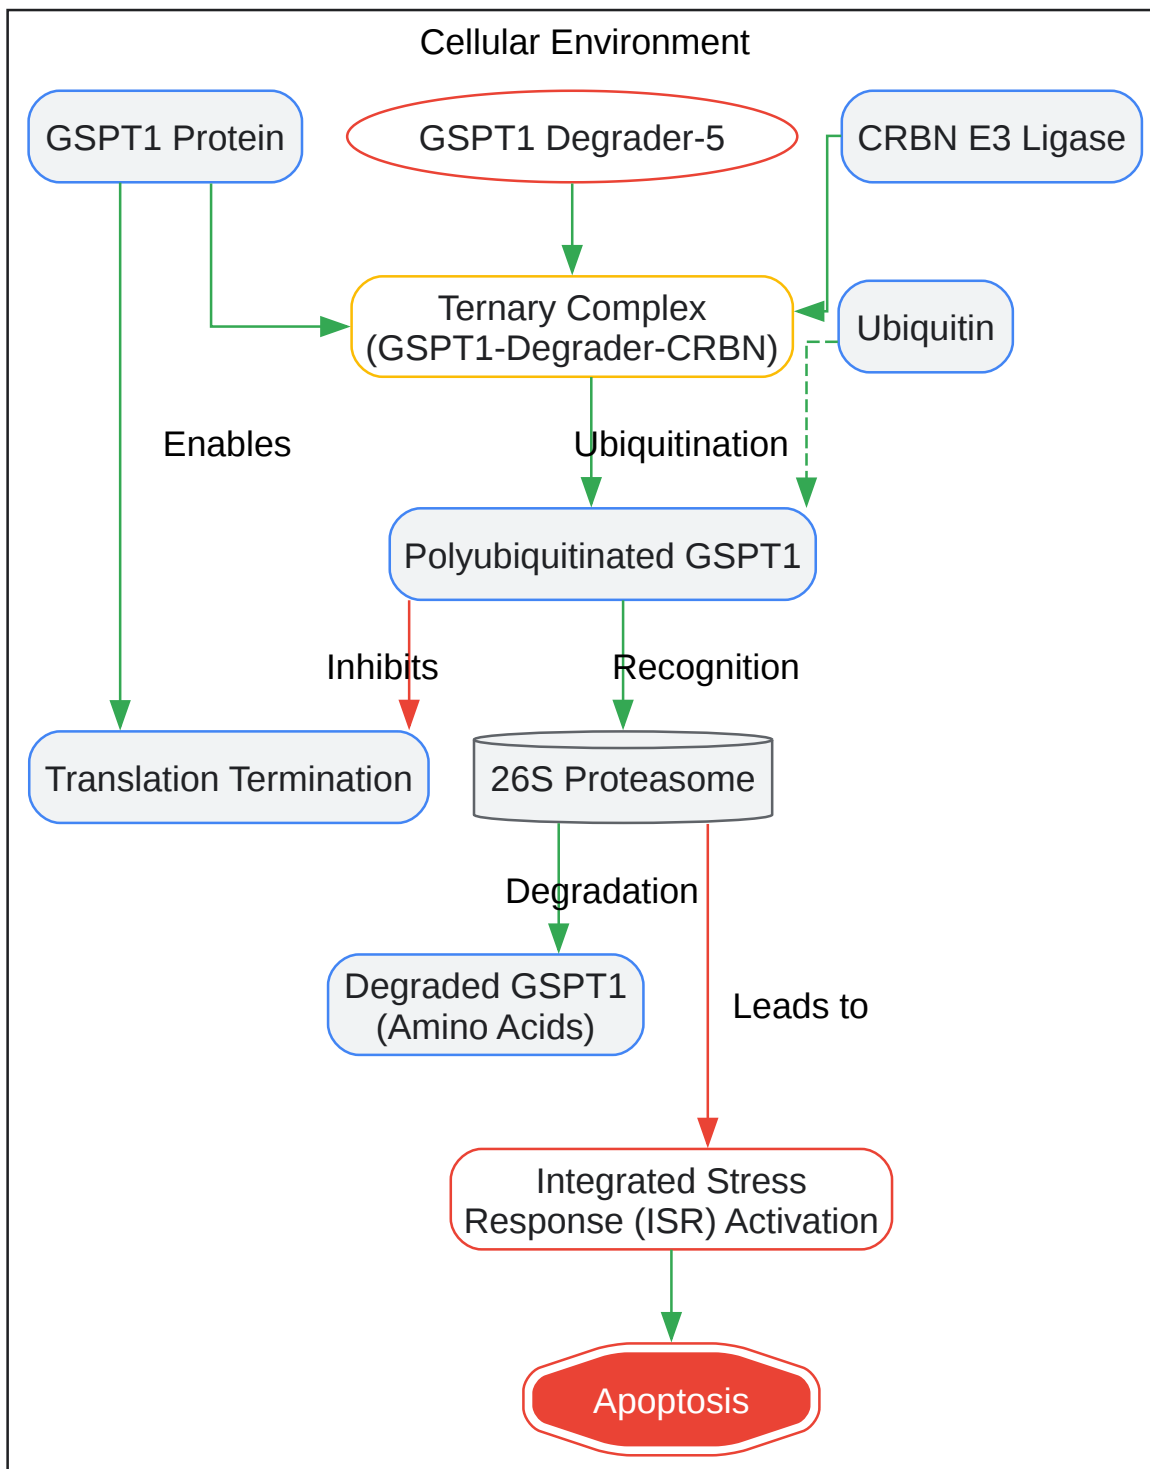 Cellular Environment
GSPT1 Protein
GSPT1 Degrader-5
CRBN E3 Ligase
Ternary Complex
(GSPT1-Degrader-CRBN)
Ubiquitin
Enables
Ubiquitination
Polyubiquitinated GSPT1
Inhibits
Recognition
Translation Termination
26S Proteasome
Degradation
Degraded GSPT1
(Amino Acids)
Leads to
Integrated Stress
Response (ISR) Activation
Apoptosis